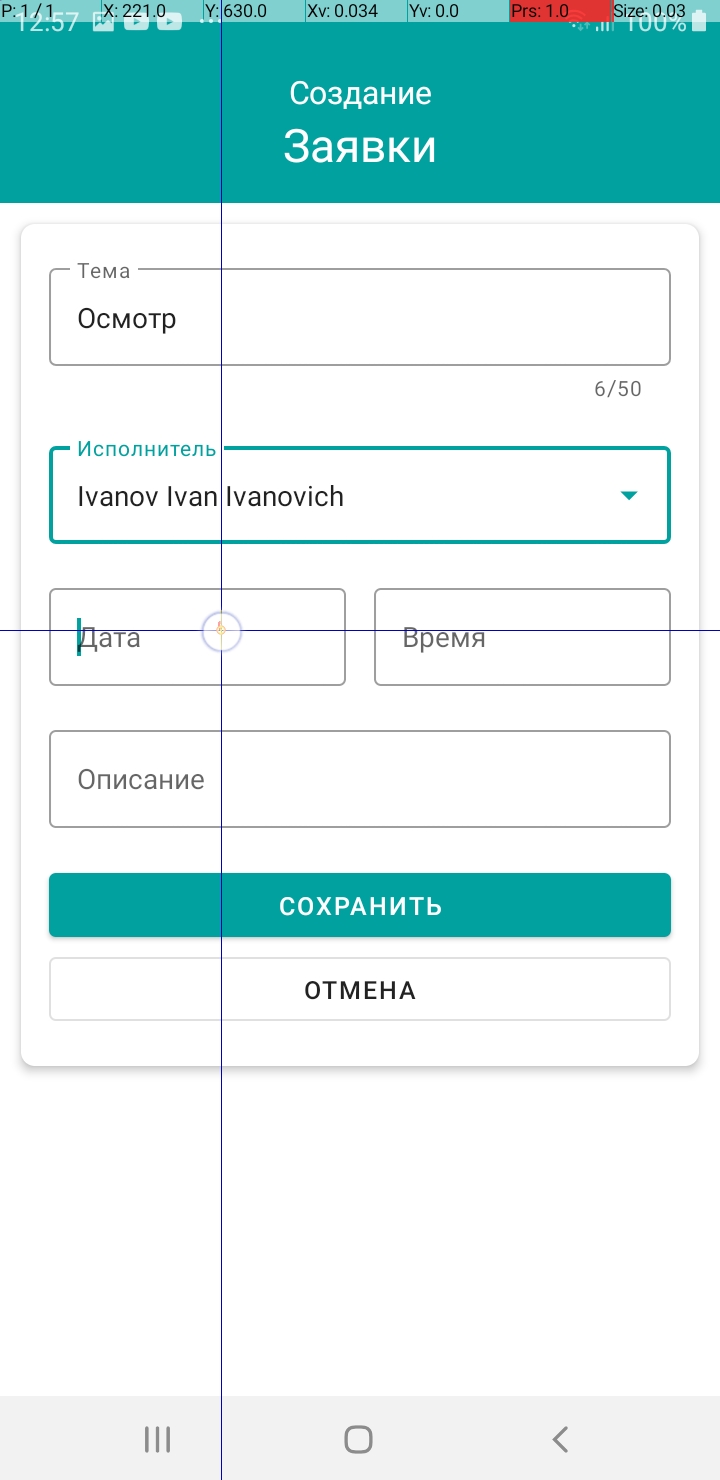 P: 1 / 1 X: 221.0 Y: 630.0 Xv: 0.034 Yv: 0.0 Prs: 1.0 Size: 0.03
12:57 100%
Создание
Заявки
Тема
Осмотр
6/50
Исполнитель
Ivanov Ivan Ivanovich
Дата Время
Описание
СОХРАНИТЬ
ОТМЕНА